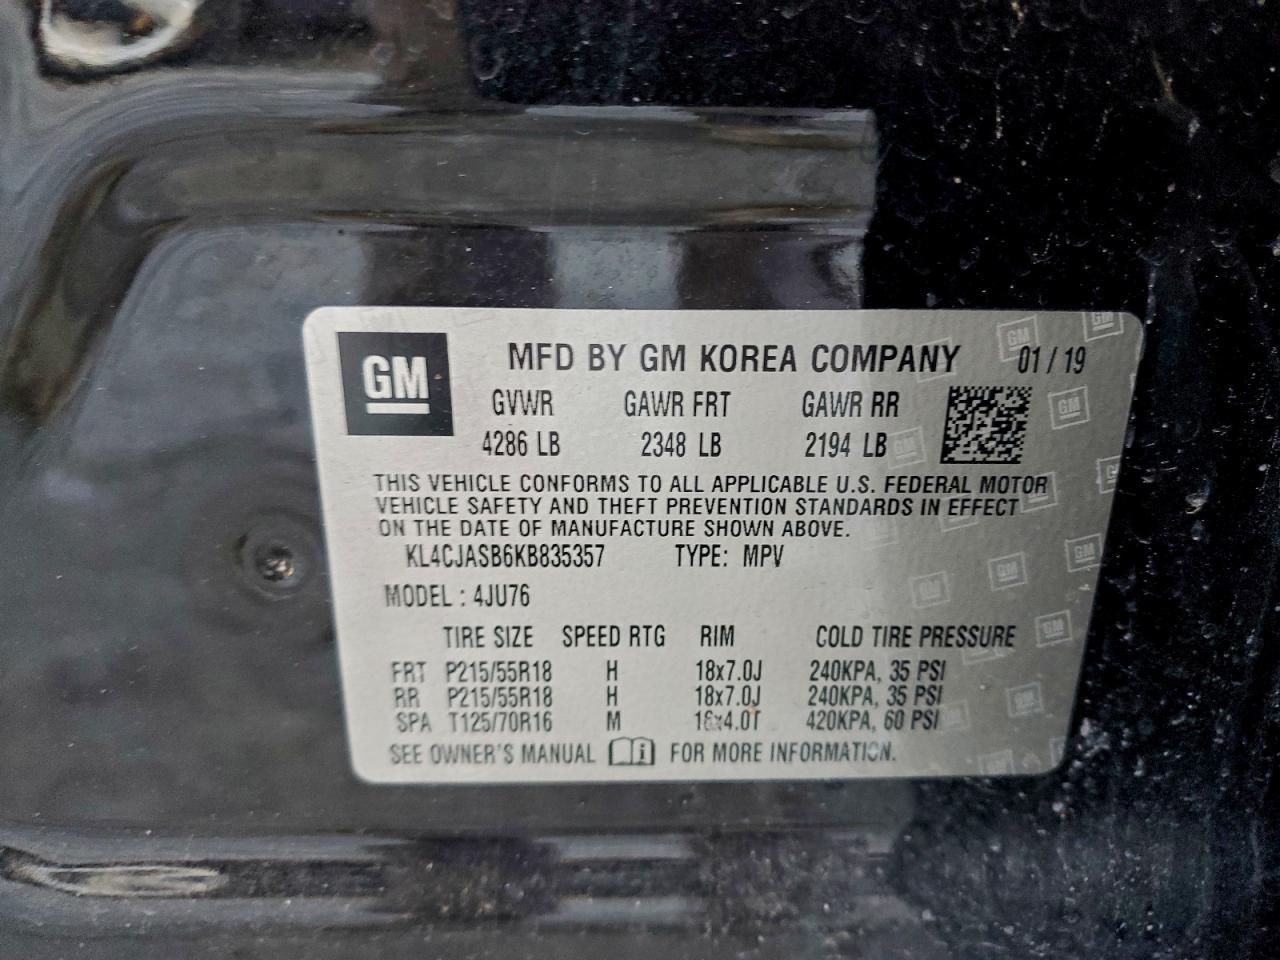 GM
MFD BY GM KOREA COMPANY 01/19
GVWR GAWR FRT GAWR RR
4286 LB 2348 LB 2194 LB
THIS VEHICLE CONFORMS TO ALL APPLICABLE U.S. FEDERAL MOTOR
VEHICLE SAFETY AND THEFT PREVENTION STANDARDS IN EFFECT
ON THE DATE OF MANUFACTURE SHOWN ABOVE.
KL4CJASB6KB835357 TYPE: MPV
MODEL : 4JU76
TIRE SIZE SPEED RTG RIM COLD TIRE PRESSURE
FRT P215/55R18 H 18x7.0J 240KPA, 35 PSI
RR P215/55R18 H 18x7.0J 240KPA, 35 PSI
SPA T125/70R16 M 16x4.0T 420KPA, 60 PSI
SEE OWNER'S MANUAL FOR MORE INFORMATION.